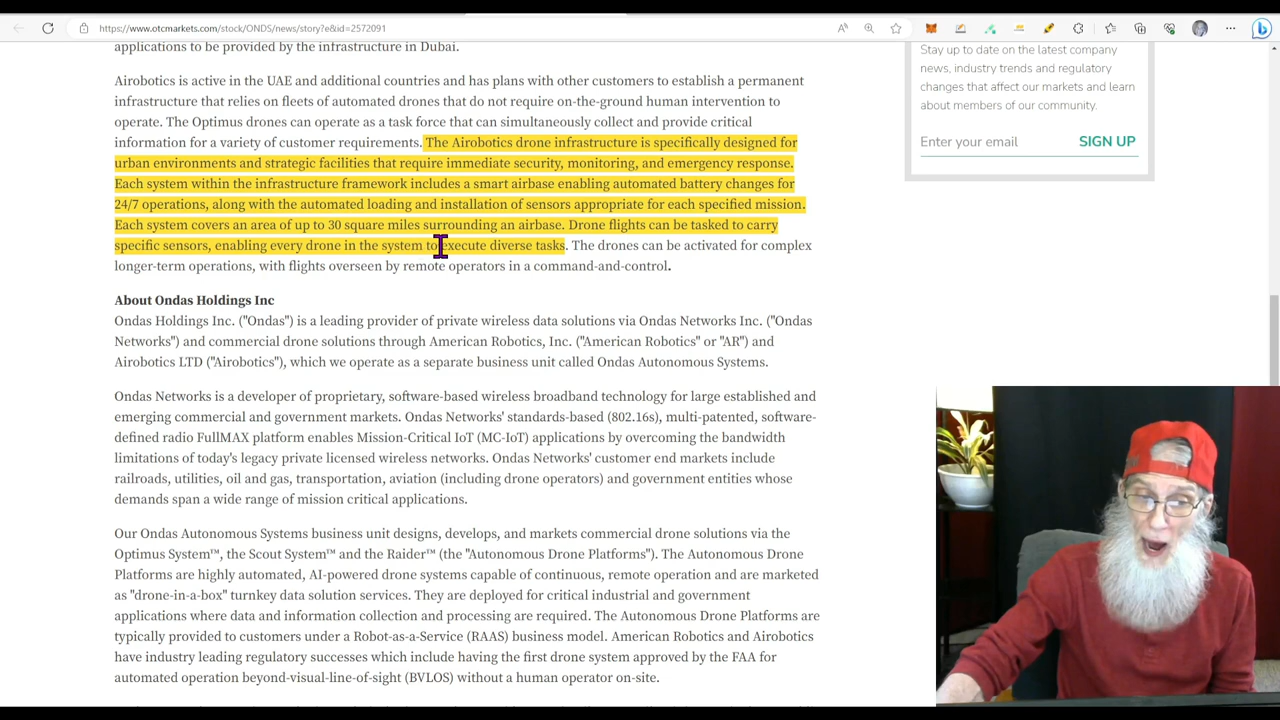 https://www.otcmarkets.com/stock/ONDS/news/story?e&id=2572091
applications to be provided by the infrastructure in Dubai.
Airobotics is active in the UAE and additional countries and has plans with other customers to establish a permanent
infrastructure that relies on fleets of automated drones that do not require on-the-ground human intervention to
operate. The Optimus drones can operate as a task force that can simultaneously collect and provide critical
information for a variety of customer requirements. The Airobotics drone infrastructure is specifically designed for
urban environments and strategic facilities that require immediate security, monitoring, and emergency response.
Each system within the infrastructure framework includes a smart airbase enabling automated battery changes for
24/7 operations, along with the automated loading and installation of sensors appropriate for each specified mission.
Each system covers an area of up to 30 square miles surrounding an airbase. Drone flights can be tasked to carry
specific sensors, enabling every drone in the system to execute diverse tasks. The drones can be activated for complex
longer-term operations, with flights overseen by remote operators in a command-and-control.
About Ondas Holdings Inc
Ondas Holdings Inc. ("Ondas") is a leading provider of private wireless data solutions via Ondas Networks Inc. ("Ondas
Networks") and commercial drone solutions through American Robotics, Inc. ("American Robotics" or "AR") and
Airobotics LTD ("Airobotics"), which we operate as a separate business unit called Ondas Autonomous Systems.
Ondas Networks is a developer of proprietary, software-based wireless broadband technology for large established and
emerging commercial and government markets. Ondas Networks' standards-based (802.16s), multi-patented, software-
defined radio FullMAX platform enables Mission-Critical IoT (MC-IoT) applications by overcoming the bandwidth
limitations of today's legacy private licensed wireless networks. Ondas Networks' customer end markets include
railroads, utilities, oil and gas, transportation, aviation (including drone operators) and government entities whose
demands span a wide range of mission critical applications.
Our Ondas Autonomous Systems business unit designs, develops, and markets commercial drone solutions via the
Optimus System™, the Scout System™ and the Raider™ (the "Autonomous Drone Platforms"). The Autonomous Drone
Platforms are highly automated, AI-powered drone systems capable of continuous, remote operation and are marketed
as "drone-in-a-box" turnkey data solution services. They are deployed for critical industrial and government
applications where data and information collection and processing are required. The Autonomous Drone Platforms are
typically provided to customers under a Robot-as-a-Service (RAAS) business model. American Robotics and Airobotics
have industry leading regulatory successes which include having the first drone system approved by the FAA for
automated operation beyond-visual-line-of-sight (BVLOS) without a human operator on-site.
Stay up to date on the latest company
news, industry trends and regulatory
changes that affect our markets and learn
about members of our community.
Enter your email SIGN UP